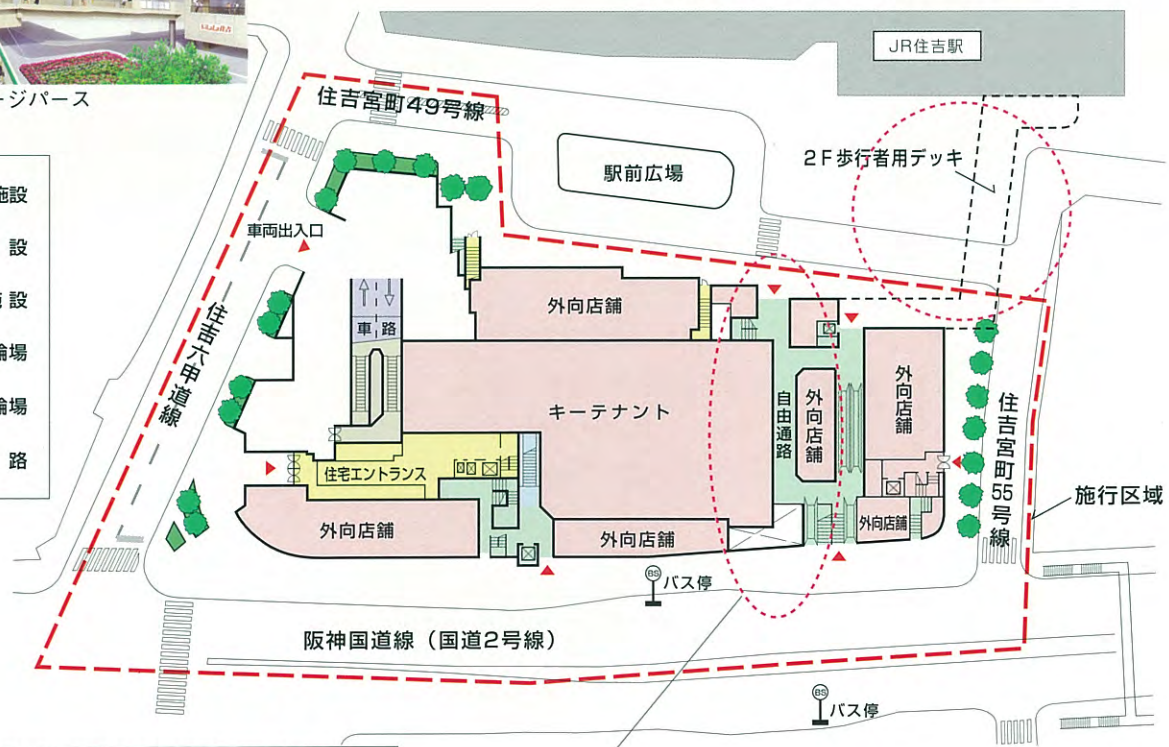 ージパース
施設
設
施設
輪場
輪場
路
JR住吉駅
住吉宮町49号線
駅前広場
2F歩行者用デッキ
車両出入口
車路
外向店舗
住吉六甲道線
キーテナント
自由通路
外向店舗
外向店舗
住吉宮町55号線
施行区域
住宅エントランス
外向店舗
外向店舗
外向店舗
BS
バス停
阪神国道線（国道2号線）
BS
バス停